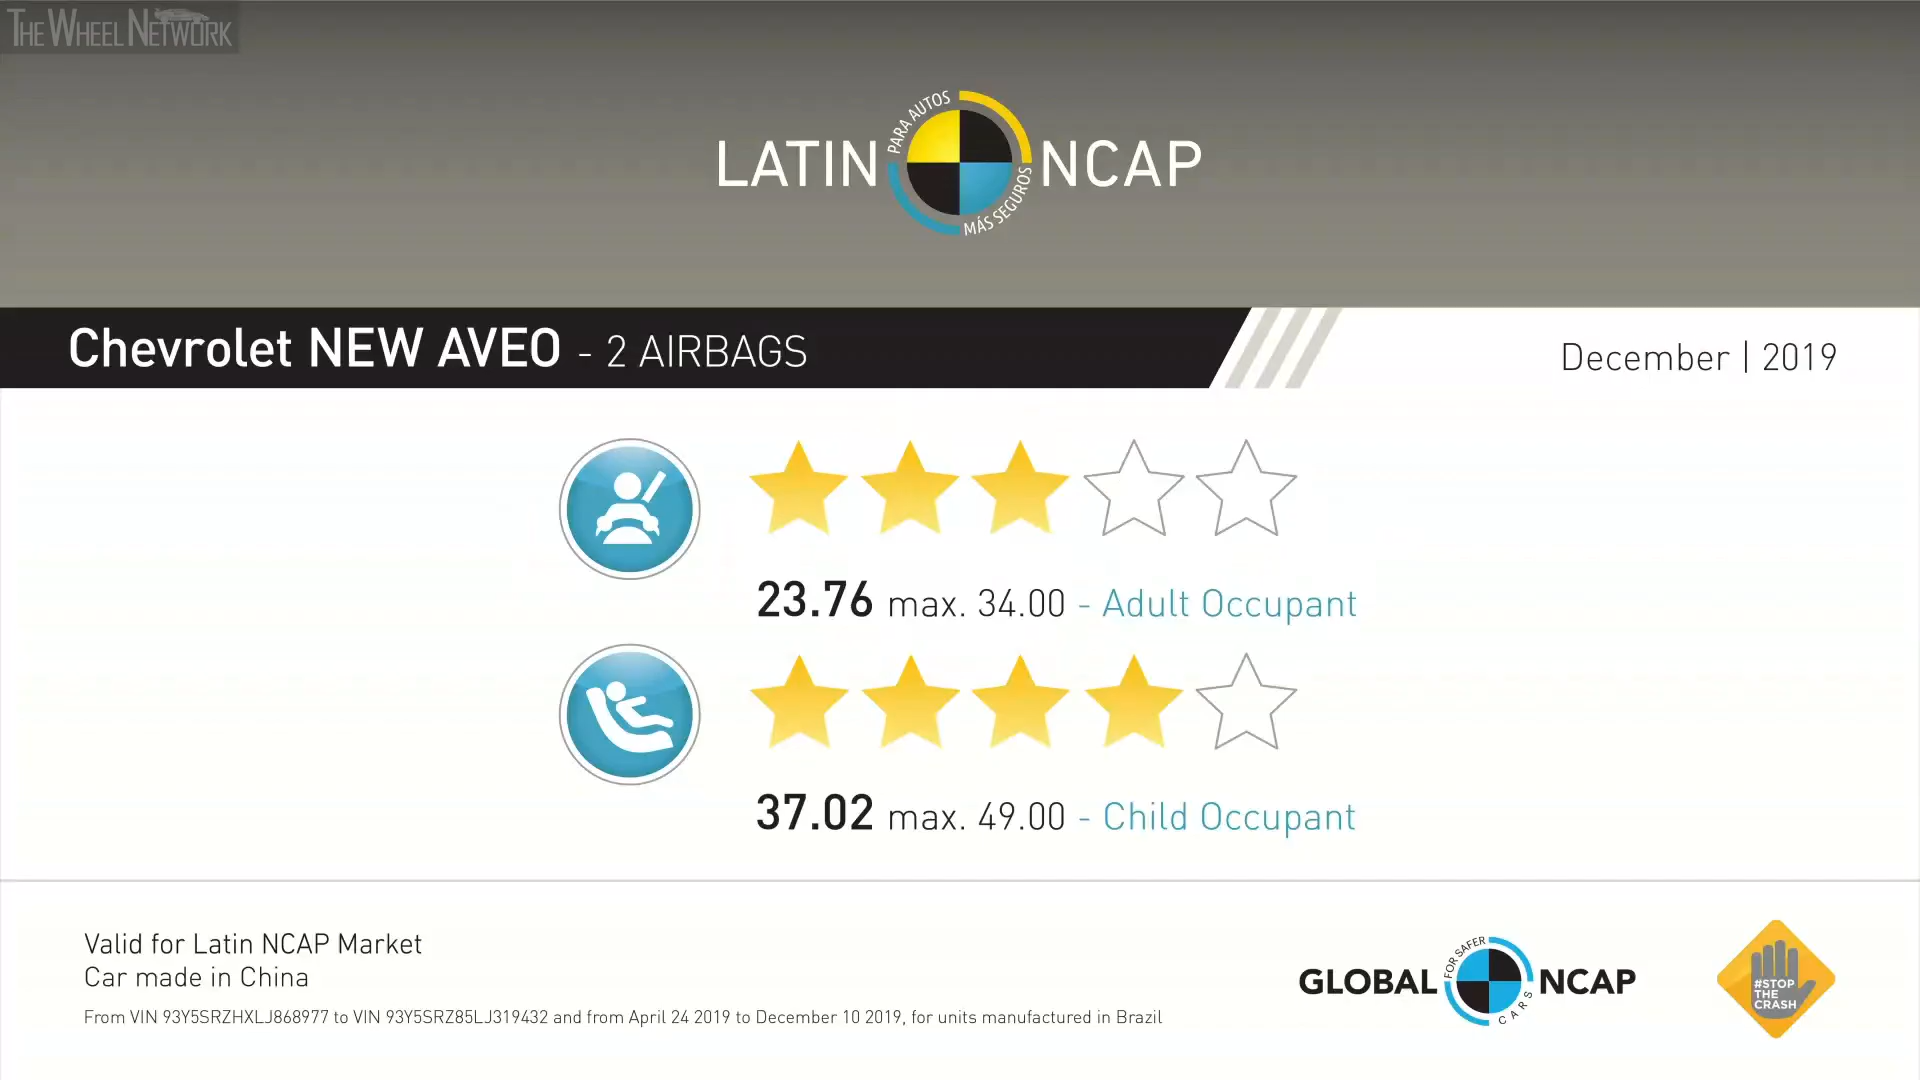 THE WHEEL NETWORK
LATIN NCAP
PARA AUTOS
MÁS SEGUROS
Chevrolet NEW AVEO - 2 AIRBAGS
December | 2019
23.76 max. 34.00 - Adult Occupant
37.02 max. 49.00 - Child Occupant
Valid for Latin NCAP Market
Car made in China
From VIN 93Y5SRZHXLJ868977 to VIN 93Y5SRZ85LJ319432 and from April 24 2019 to December 10 2019, for units manufactured in Brazil
GLOBAL NCAP
FOR SAFER
CARS
#STOP
THE
CRASH